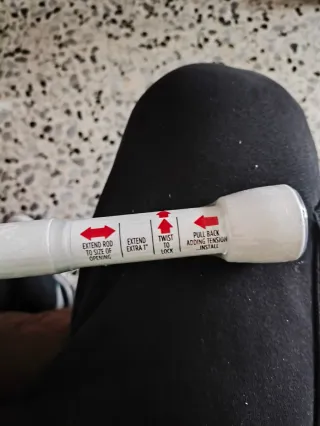 EXTEND ROD
TO SIZE OF
OPENING
EXTEND
EXTRA 1"
TWIST
TO
LOCK
PULL BACK
ADDING TENSION
INSTALL